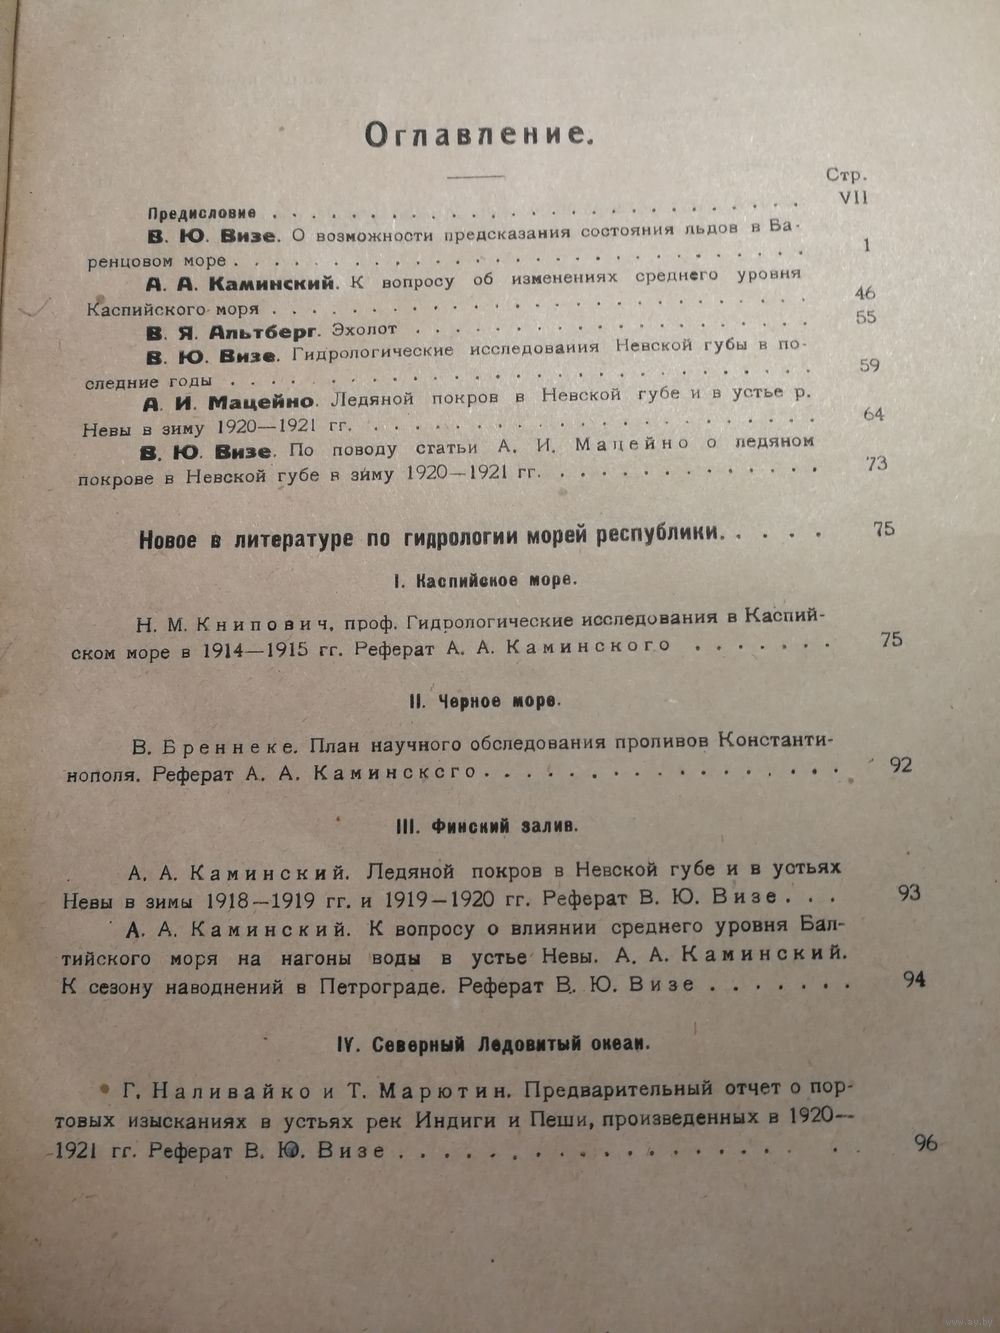 Оглавление.
Стр.
Предисловие . . . . . . . . . . . . . . . . . . . . . . . . . . VII
В. Ю. Визе. О возможности предсказания состояния льдов в Ба-
ренцовом море . . . . . . . . . . . . . . . . . . . . . . . . . 1
А. А. Каминский. К вопросу об изменениях среднего уровня
Каспийского моря . . . . . . . . . . . . . . . . . . . . . . . 46
В. Я. Альтберг. Эхолот . . . . . . . . . . . . . . . . . 55
В. Ю. Визе. Гидрологические исследования Невской губы в по-
следние годы . . . . . . . . . . . . . . . . . . . . . . . . . 59
А. И. Мацейно. Ледяной покров в Невской губе и в устье р.
Невы в зиму 1920—1921 гг. . . . . . . . . . . . . . . . . . . 64
В. Ю. Визе. По поводу статьи А. И. Мацейно о ледяном
покрове в Невской губе в зиму 1920—1921 гг. . . . . . . . . . . 73
Новое в литературе по гидрологии морей республики. . . . . 75
I. Каспийское море.
Н. М. Книпович, проф. Гидрологические исследования в Каспий-
ском море в 1914—1915 гг. Реферат А. А. Каминского . . . . . . . 75
II. Черное море.
В. Бреннеке. План научного обследования проливов Константи-
нополя. Реферат А. А. Каминсксго . . . . . . . . . . . . . . . . . 92
III. Финский залив.
А. А. Каминский. Ледяной покров в Невской губе и в устьях
Невы в зимы 1918—1919 гг. и 1919—1920 гг. Реферат В. Ю. Визе . . . 93
А. А. Каминский. К вопросу о влиянии среднего уровня Бал-
тийского моря на нагоны воды в устье Невы. А. А. Каминский.
К сезону наводнений в Петрограде. Реферат В. Ю. Визе . . . . . . . 94
IV. Северный Ледовитый океан.
Г. Наливайко и Т. Марютин. Предварительный отчет о пор-
товых изысканиях в устьях рек Индиги и Пеши, произведенных в 1920—
1921 гг. Реферат В. Ю. Визе . . . . . . . . . . . . . . . . . . . . 96
www.ay.by